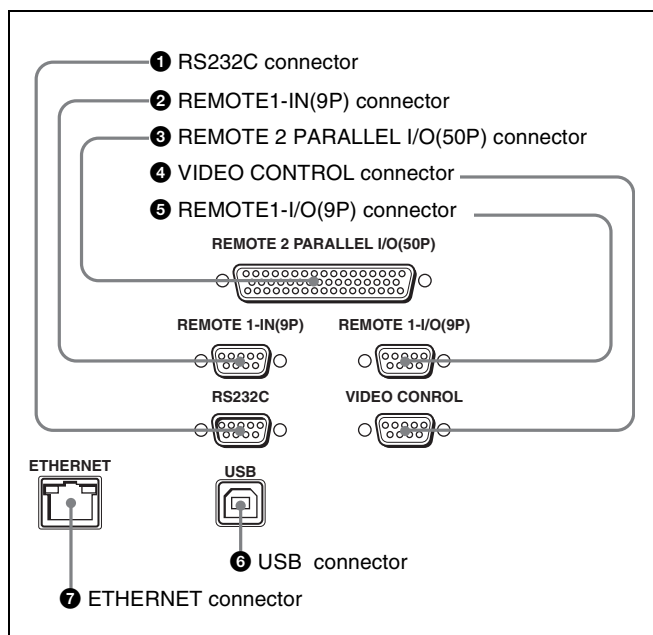 ❶ RS232C connector
❷ REMOTE1-IN(9P) connector
❸ REMOTE 2 PARALLEL I/O(50P) connector
❹ VIDEO CONTROL connector
❺ REMOTE1-I/O(9P) connector
REMOTE 2 PARALLEL I/O(50P)
REMOTE 1-IN(9P) REMOTE 1-I/O(9P)
RS232C VIDEO CONROL
ETHERNET USB
❻ USB connector
❼ ETHERNET connector